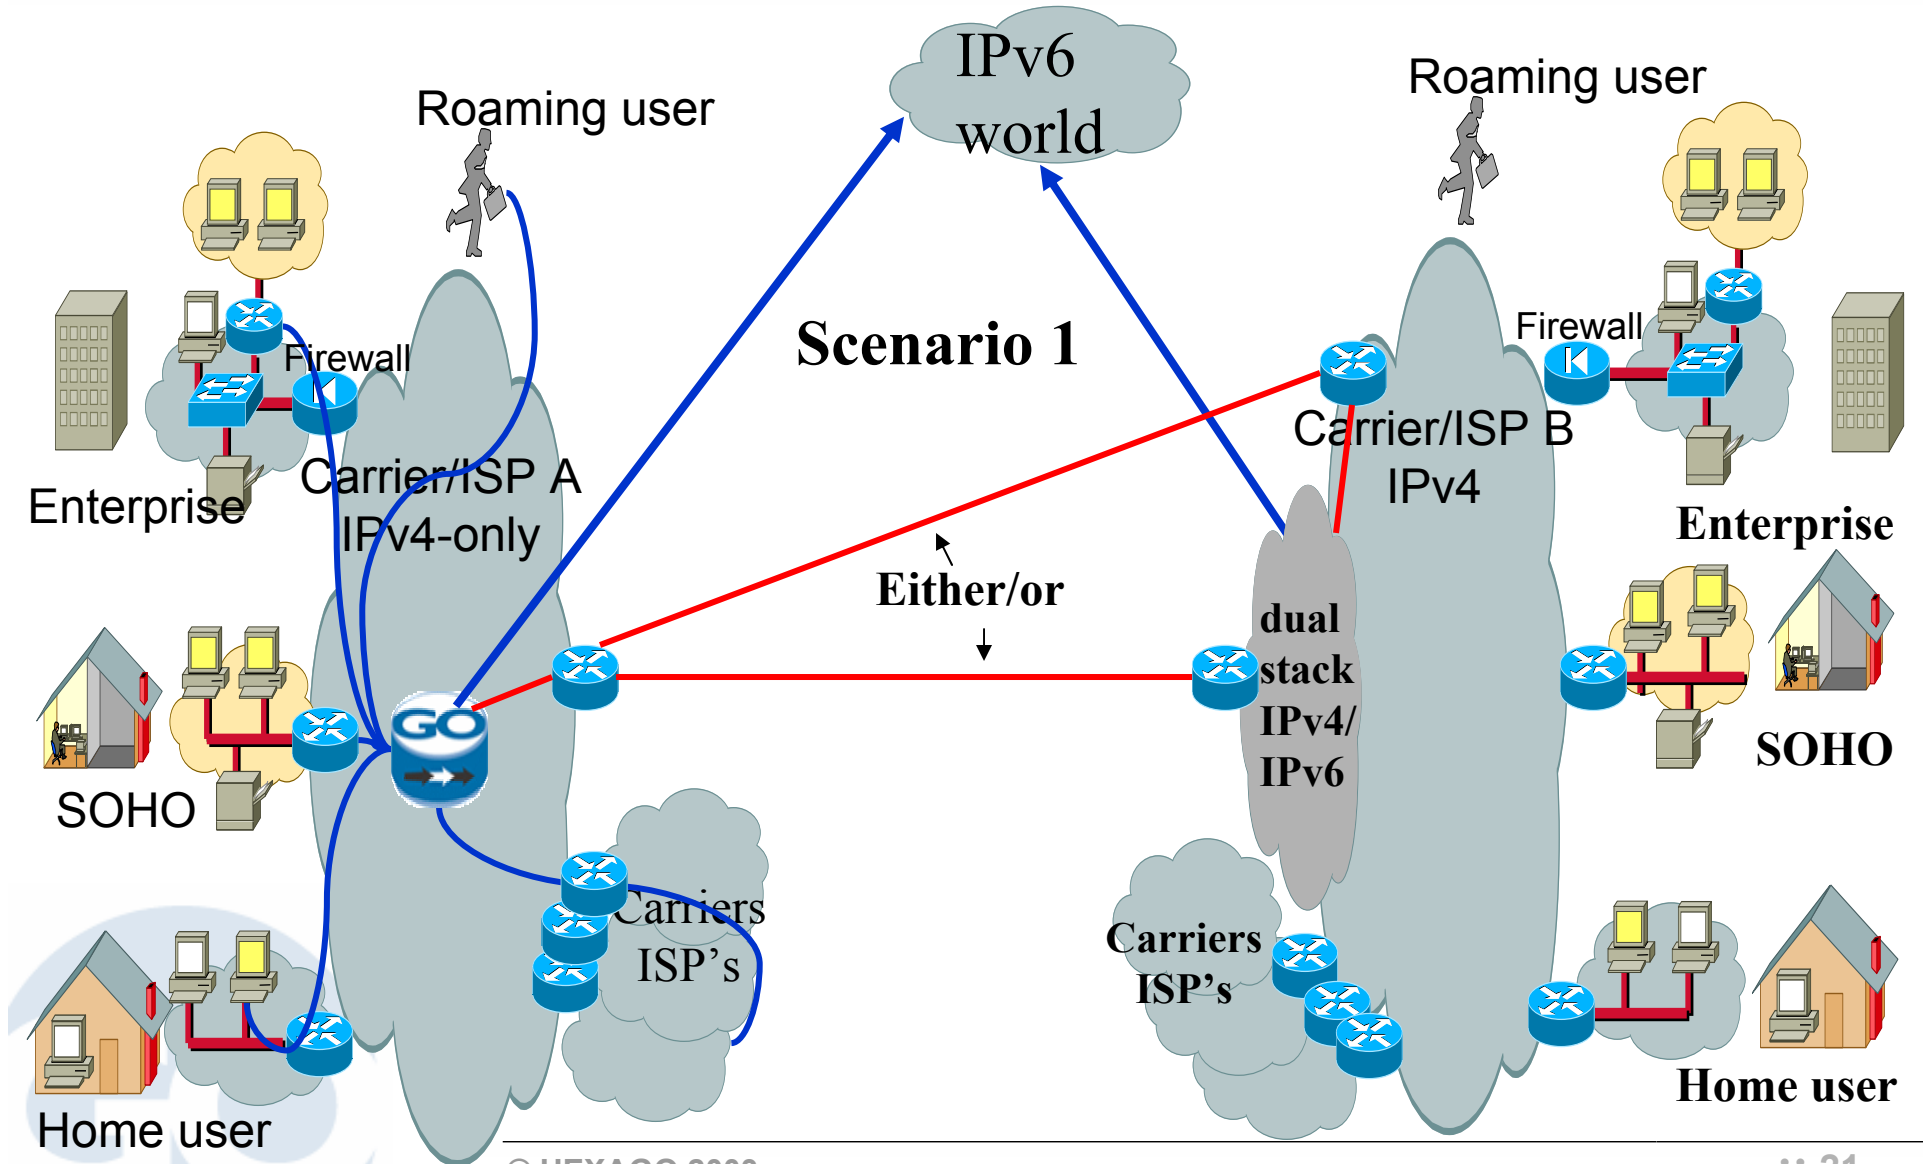 IPv6
world
Roaming user
Roaming user
Scenario 1
Firewall
Firewall
Carrier/ISP A
IPv4-only
Carrier/ISP B
IPv4
Enterprise
Enterprise
Either/or
dual
stack
IPv4/
IPv6
GO
SOHO
SOHO
Carriers
ISP's
Carriers
ISP's
Home user
Home user